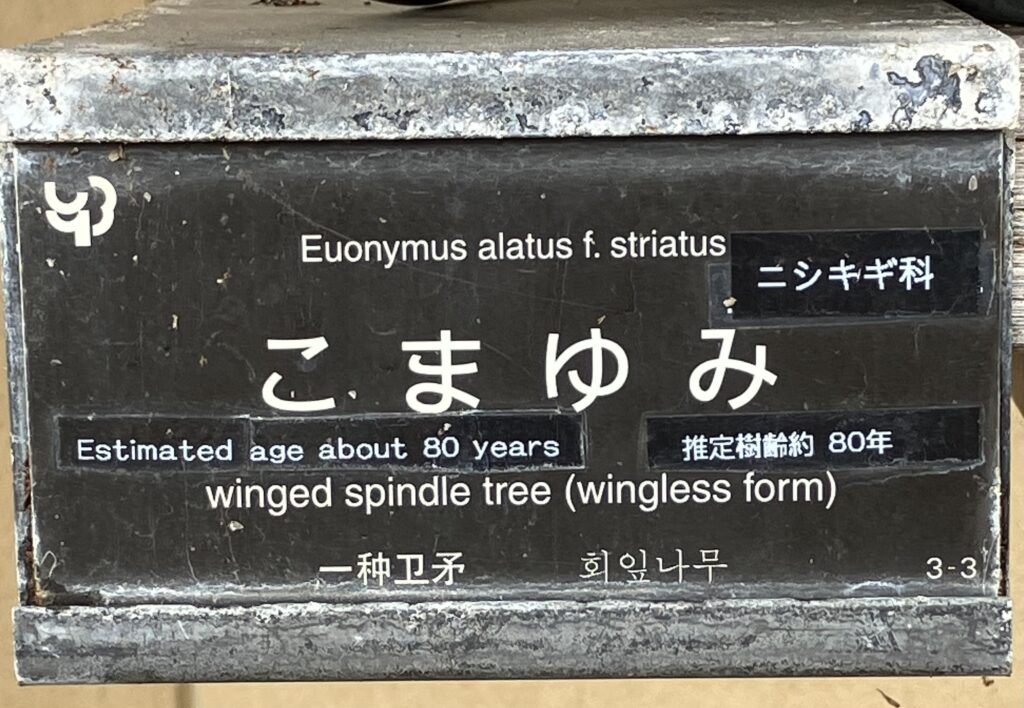 Euonymus alatus f. striatus
ニシキギ科
こまゆみ
Estimated age about 80 years
推定樹齢約 80年
winged spindle tree (wingless form)
一种卫矛
회잎나무
3-3